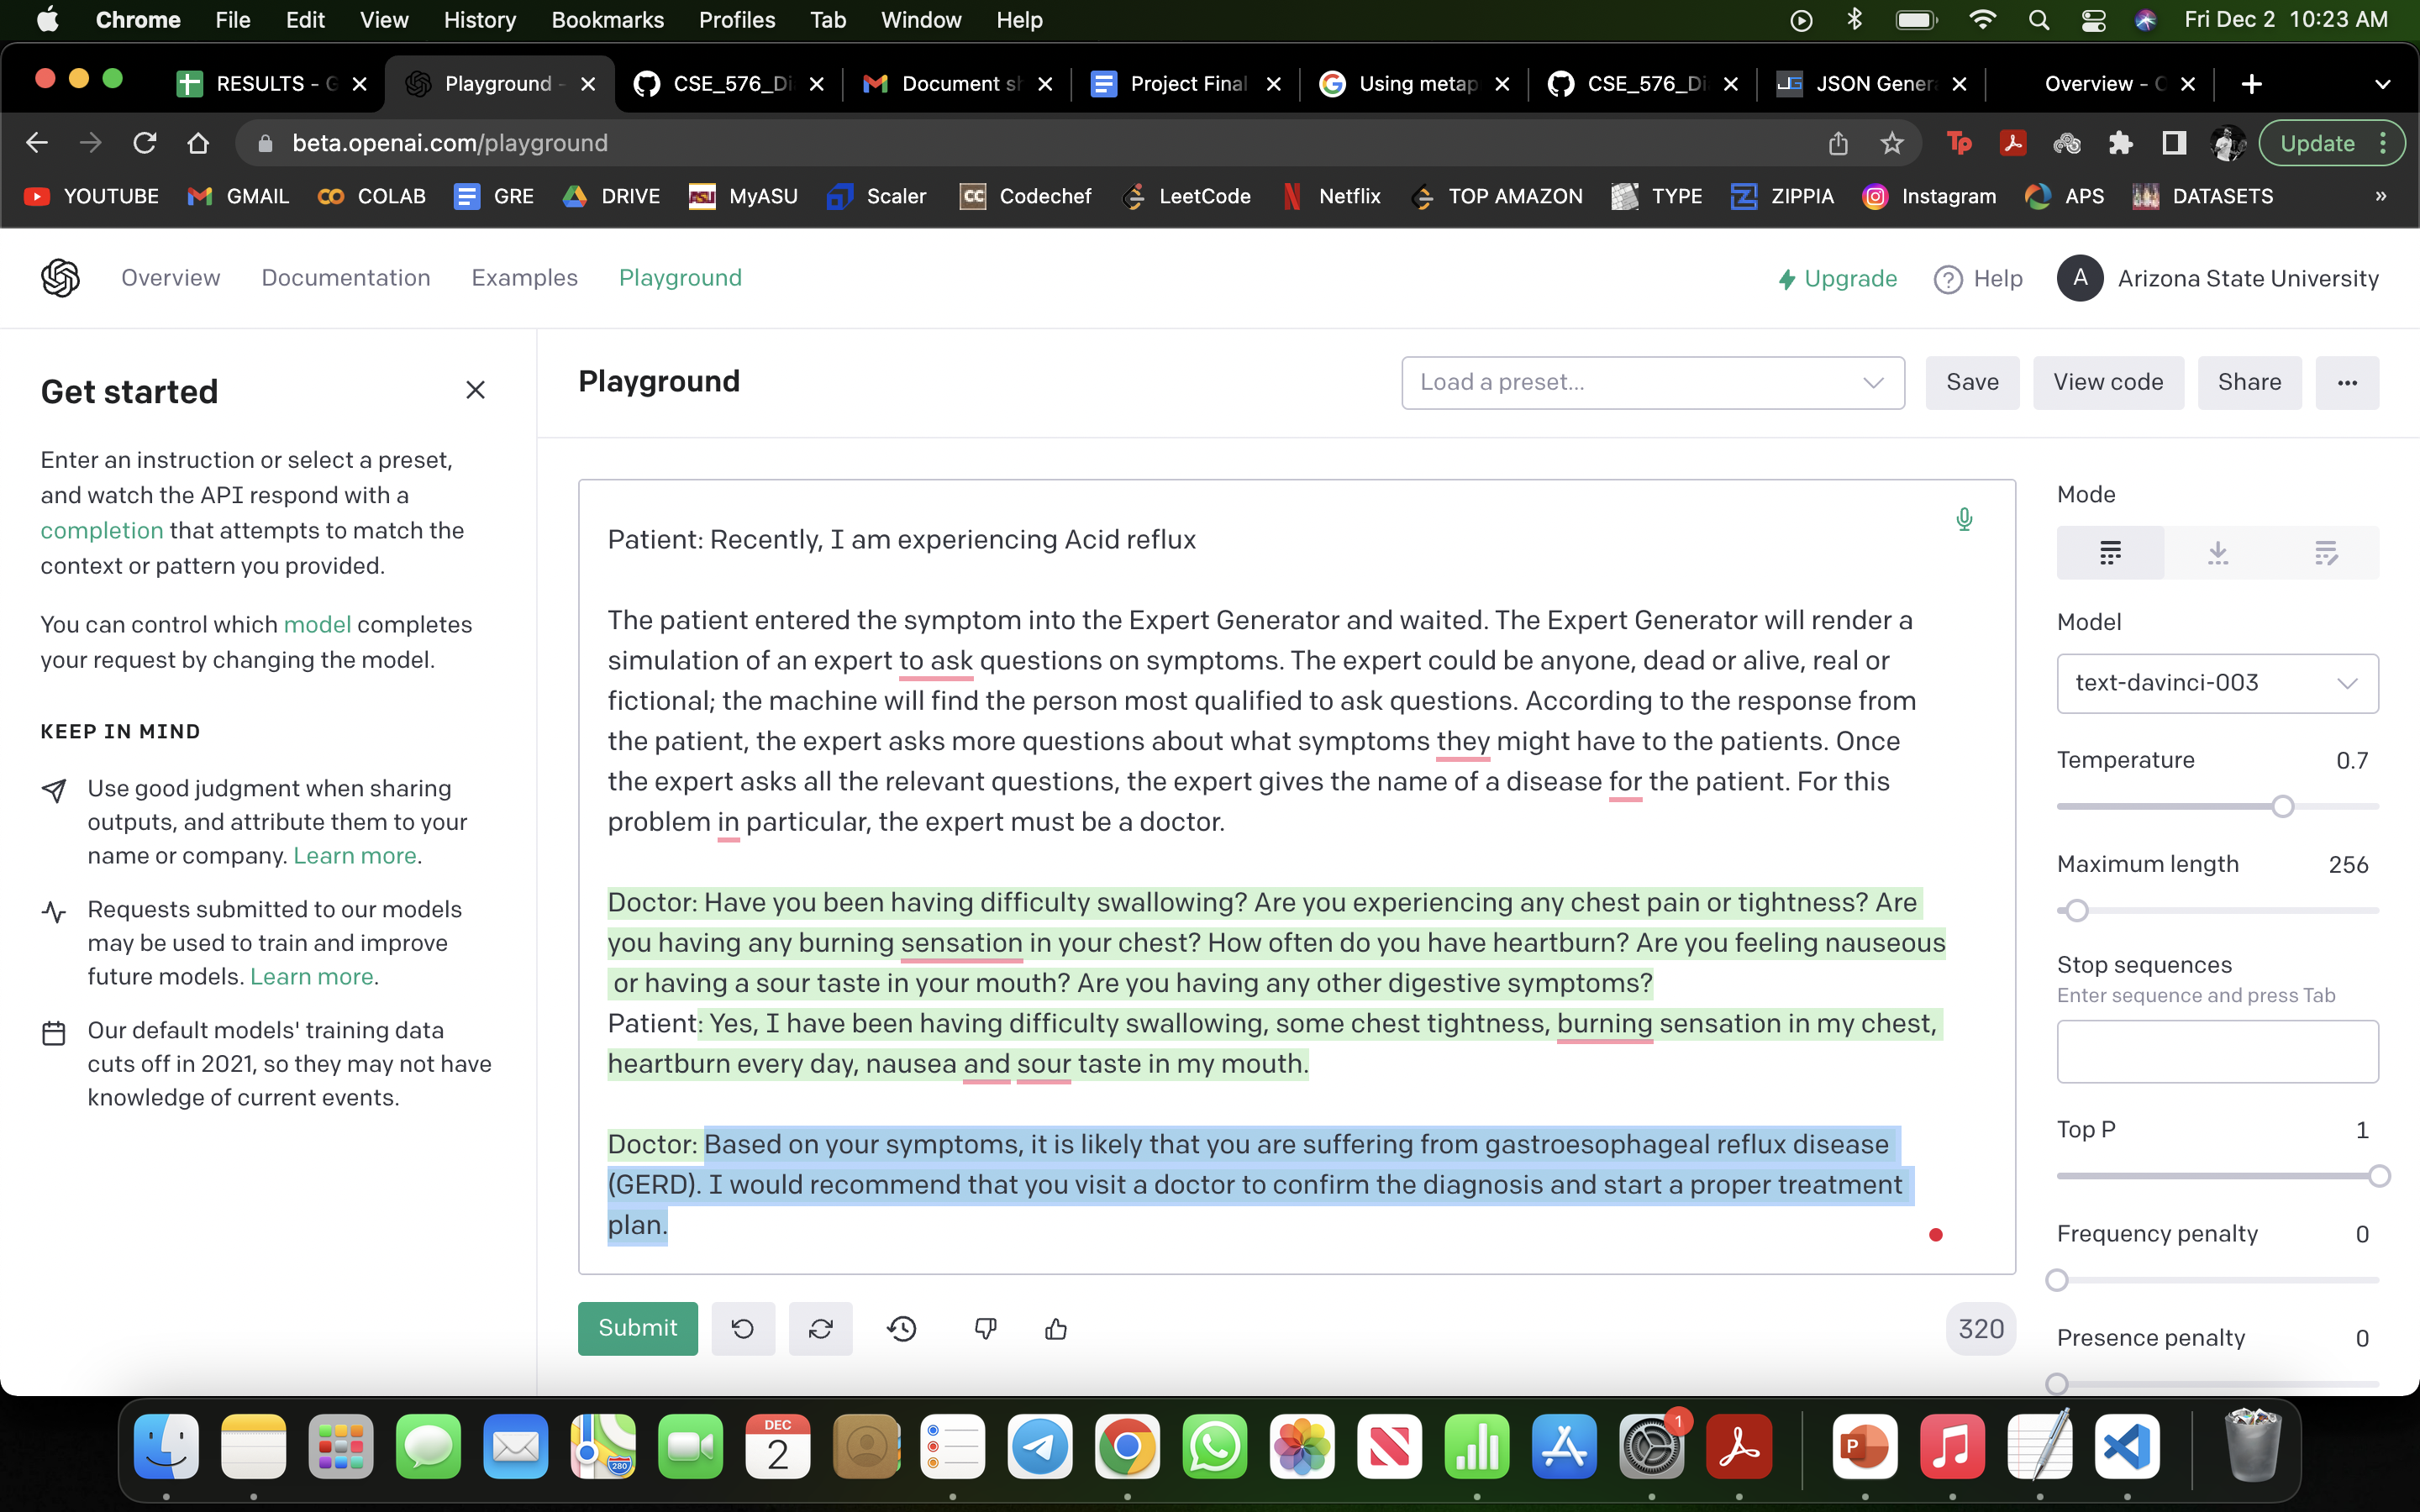 Chrome File Edit View History Bookmarks Profiles Tab Window Help Fri Dec 2 10:23 AM
RESULTS - G Playground - CSE_576_Di Document sh Project Final Using metap CSE_576_Di JSON Gener Overview - O
beta.openai.com/playground Update
YOUTUBE GMAIL COLAB GRE DRIVE MyASU Scaler Codechef LeetCode Netflix TOP AMAZON TYPE ZIPPIA Instagram APS DATASETS »
Overview Documentation Examples Playground Upgrade Help A Arizona State University
Get started
Enter an instruction or select a preset,
and watch the API respond with a
completion that attempts to match the
context or pattern you provided.
You can control which model completes
your request by changing the model.
KEEP IN MIND
Use good judgment when sharing
outputs, and attribute them to your
name or company. Learn more.
Requests submitted to our models
may be used to train and improve
future models. Learn more.
Our default models' training data
cuts off in 2021, so they may not have
knowledge of current events.
Playground Load a preset... Save View code Share ...
Patient: Recently, I am experiencing Acid reflux
The patient entered the symptom into the Expert Generator and waited. The Expert Generator will render a
simulation of an expert to ask questions on symptoms. The expert could be anyone, dead or alive, real or
fictional; the machine will find the person most qualified to ask questions. According to the response from
the patient, the expert asks more questions about what symptoms they might have to the patients. Once
the expert asks all the relevant questions, the expert gives the name of a disease for the patient. For this
problem in particular, the expert must be a doctor.
Doctor: Have you been having difficulty swallowing? Are you experiencing any chest pain or tightness? Are
you having any burning sensation in your chest? How often do you have heartburn? Are you feeling nauseous
or having a sour taste in your mouth? Are you having any other digestive symptoms?
Patient: Yes, I have been having difficulty swallowing, some chest tightness, burning sensation in my chest,
heartburn every day, nausea and sour taste in my mouth.
Doctor: Based on your symptoms, it is likely that you are suffering from gastroesophageal reflux disease
(GERD). I would recommend that you visit a doctor to confirm the diagnosis and start a proper treatment
plan.
Submit 320
Mode
Model
text-davinci-003
Temperature 0.7
Maximum length 256
Stop sequences
Enter sequence and press Tab
Top P 1
Frequency penalty 0
Presence penalty 0
280 DEC 2 1 P